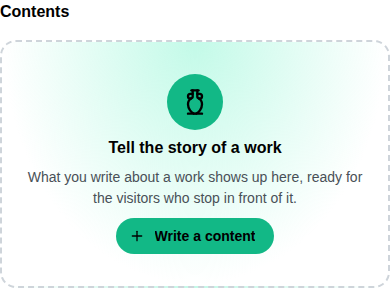 Contents
Tell the story of a work
What you write about a work shows up here, ready for
the visitors who stop in front of it.
+ Write a content